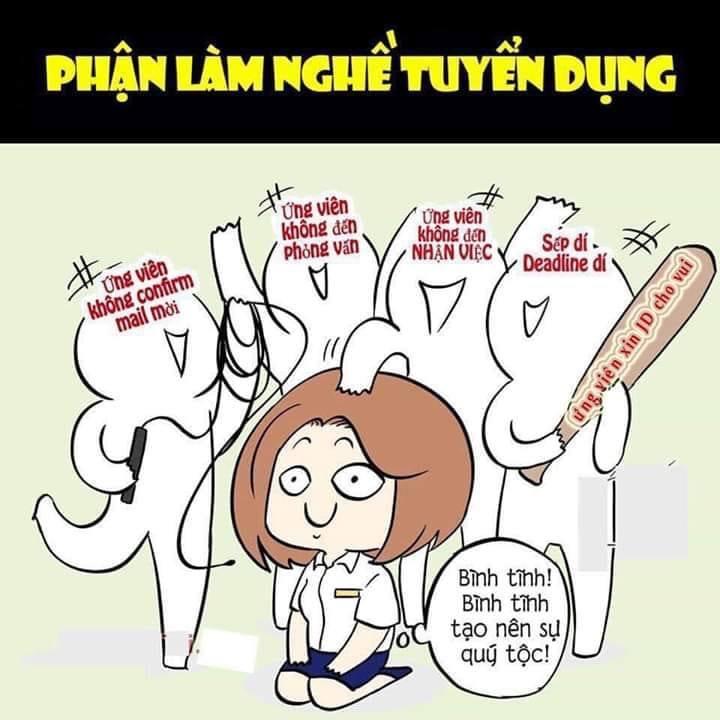 PHẬN LÀM NGHỀ TUYỂN DỤNG
Ứng viên
không đến
phỏng vấn
Ứng viên
không đến
NHẬN VIỆC
Sếp dí
Deadline dí
Ứng viên
không confirm
mail mời
ứng viên xin JD cho vui
Bình tĩnh!
Bình tĩnh
tạo nên sự
quý tộc!